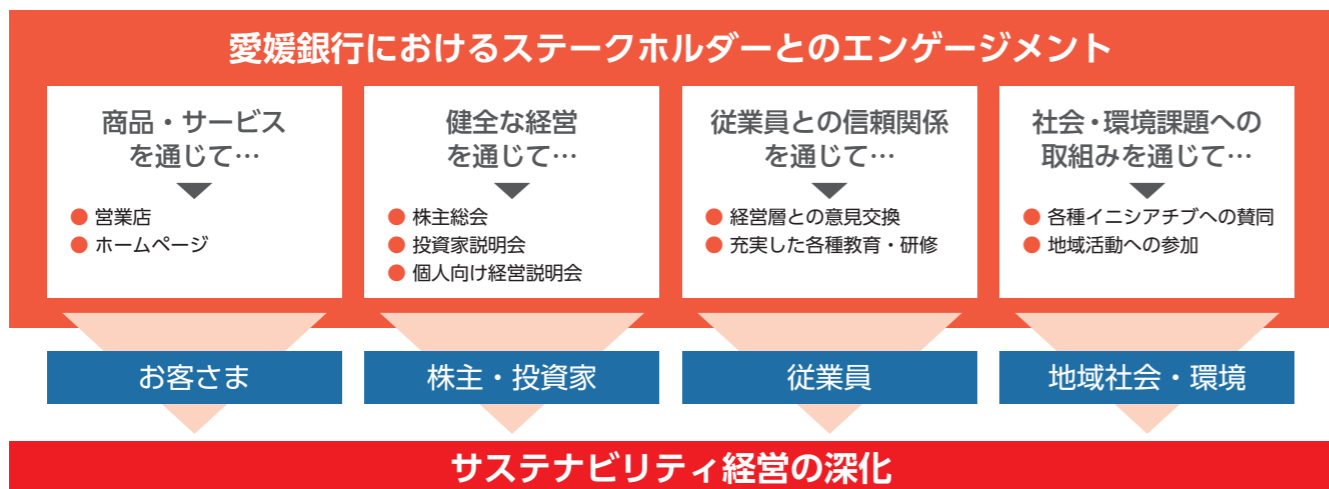 愛媛銀行におけるステークホルダーとのエンゲージメント
商品・サービス
を通じて…
● 営業店
● ホームページ
お客さま
健全な経営
を通じて…
● 株主総会
● 投資家説明会
● 個人向け経営説明会
株主・投資家
従業員との信頼関係
を通じて…
● 経営層との意見交換
● 充実した各種教育・研修
従業員
社会・環境課題への
取組みを通じて…
● 各種イニシアチブへの賛同
● 地域活動への参加
地域社会・環境
サステナビリティ経営の深化